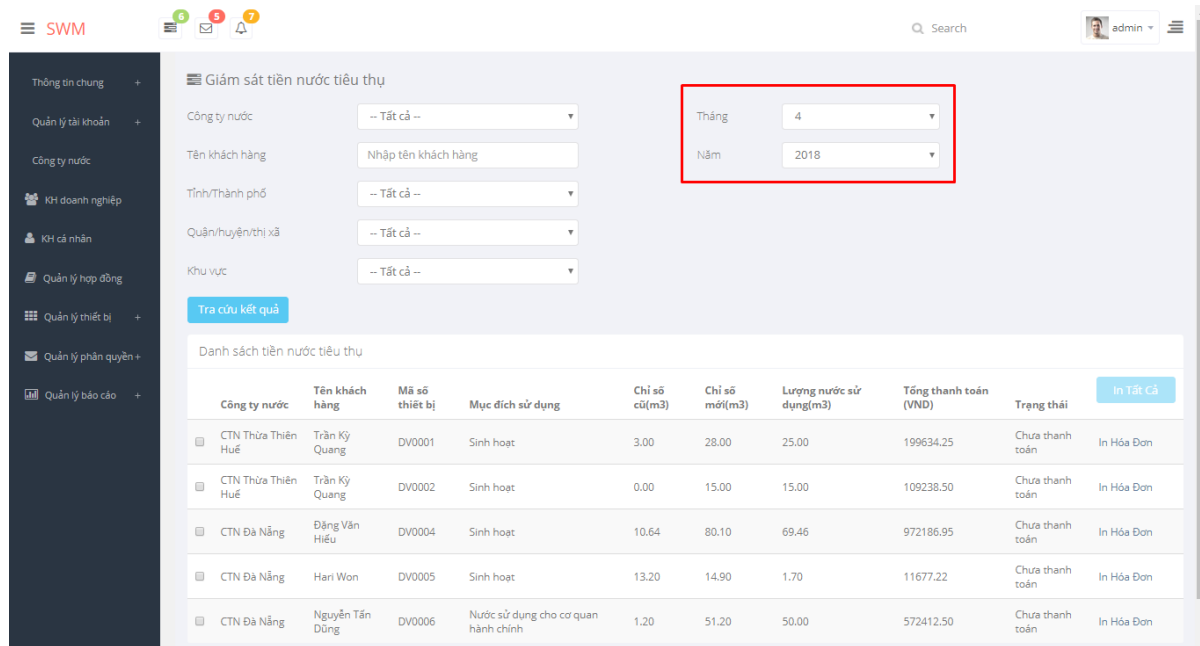 SWM
6
5
7
Search
admin
Thông tin chung +
Quản lý tài khoản +
Công ty nước
KH doanh nghiệp
KH cá nhân
Quản lý hợp đồng
Quản lý thiết bị +
Quản lý phân quyền +
Quản lý báo cáo +
Giám sát tiền nước tiêu thụ
Công ty nước -- Tất cả --
Tháng 4
Tên khách hàng Nhập tên khách hàng
Năm 2018
Tỉnh/Thành phố -- Tất cả --
Quận/huyện/thị xã -- Tất cả --
Khu vực -- Tất cả --
Tra cứu kết quả
Danh sách tiền nước tiêu thụ
In Tất Cả
Công ty nước
Tên khách
hàng
Mã số
thiết bị
Mục đích sử dụng
Chỉ số
cũ(m3)
Chỉ số
mới(m3)
Lượng nước sử
dụng(m3)
Tổng thanh toán
(VND)
Trạng thái
CTN Thừa Thiên
Huế
Trần Kỳ
Quang
DV0001
Sinh hoạt
3.00
28.00
25.00
199634.25
Chưa thanh
toán
In Hóa Đơn
CTN Thừa Thiên
Huế
Trần Kỳ
Quang
DV0002
Sinh hoạt
0.00
15.00
15.00
109238.50
Chưa thanh
toán
In Hóa Đơn
CTN Đà Nẵng
Đặng Văn
Hiếu
DV0004
Sinh hoạt
10.64
80.10
69.46
972186.95
Chưa thanh
toán
In Hóa Đơn
CTN Đà Nẵng
Hari Won
DV0005
Sinh hoạt
13.20
14.90
1.70
11677.22
Chưa thanh
toán
In Hóa Đơn
CTN Đà Nẵng
Nguyễn Tấn
Dũng
DV0006
Nước sử dụng cho cơ quan
hành chính
1.20
51.20
50.00
572412.50
Chưa thanh
toán
In Hóa Đơn